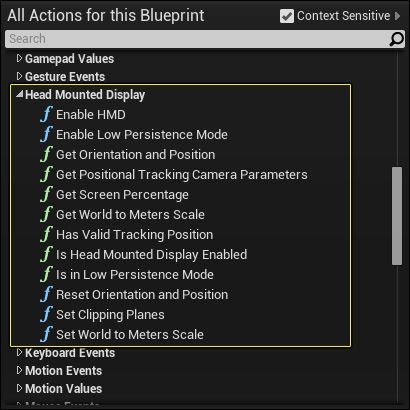 All Actions for this Blueprint
Context Sensitive
Search
Gamepad Values
Gesture Events
Head Mounted Display
f Enable HMD
f Enable Low Persistence Mode
f Get Orientation and Position
f Get Positional Tracking Camera Parameters
f Get Screen Percentage
f Get World to Meters Scale
f Has Valid Tracking Position
f Is Head Mounted Display Enabled
f Is in Low Persistence Mode
f Reset Orientation and Position
f Set Clipping Planes
f Set World to Meters Scale
Keyboard Events
Motion Events
Motion Values
Mouse Events